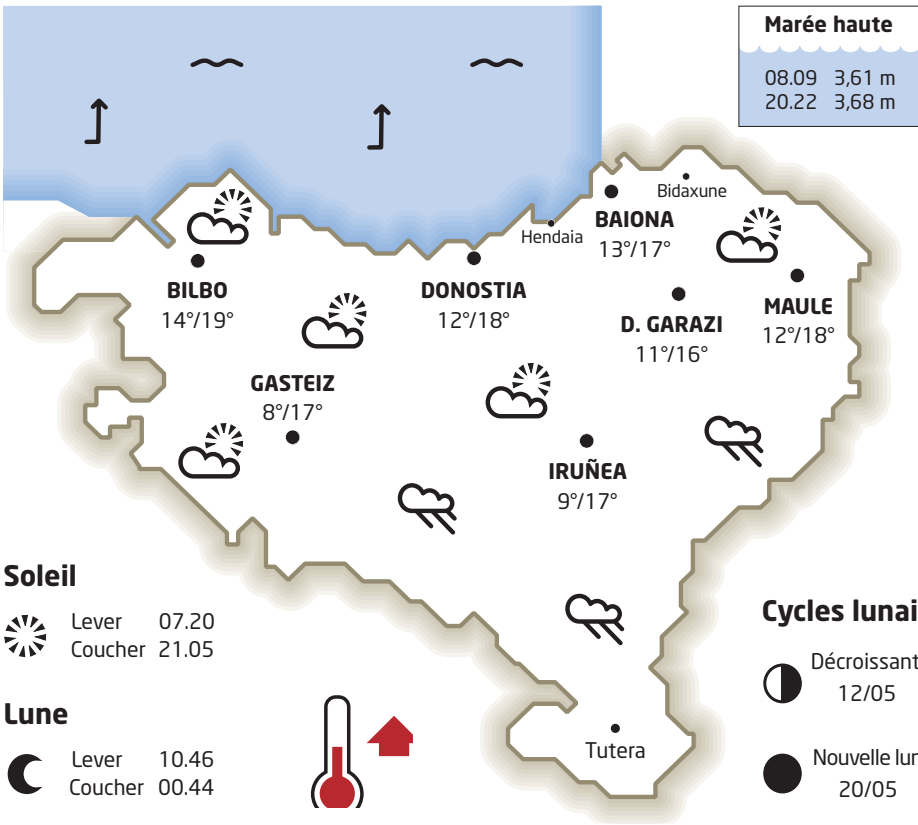 Marée haute
08.09 3,61 m
20.22 3,68 m
Bidaxune
BAIONA
13°/17°
Hendaia
BILBO
14°/19°
DONOSTIA
12°/18°
D. GARAZI
11°/16°
MAULE
12°/18°
GASTEIZ
8°/17°
IRUÑEA
9°/17°
Soleil
Lever 07.20
Coucher 21.05
Lune
Lever 10.46
Coucher 00.44
Tutera
Cycles lunai
Décroissant
12/05
Nouvelle lun
20/05